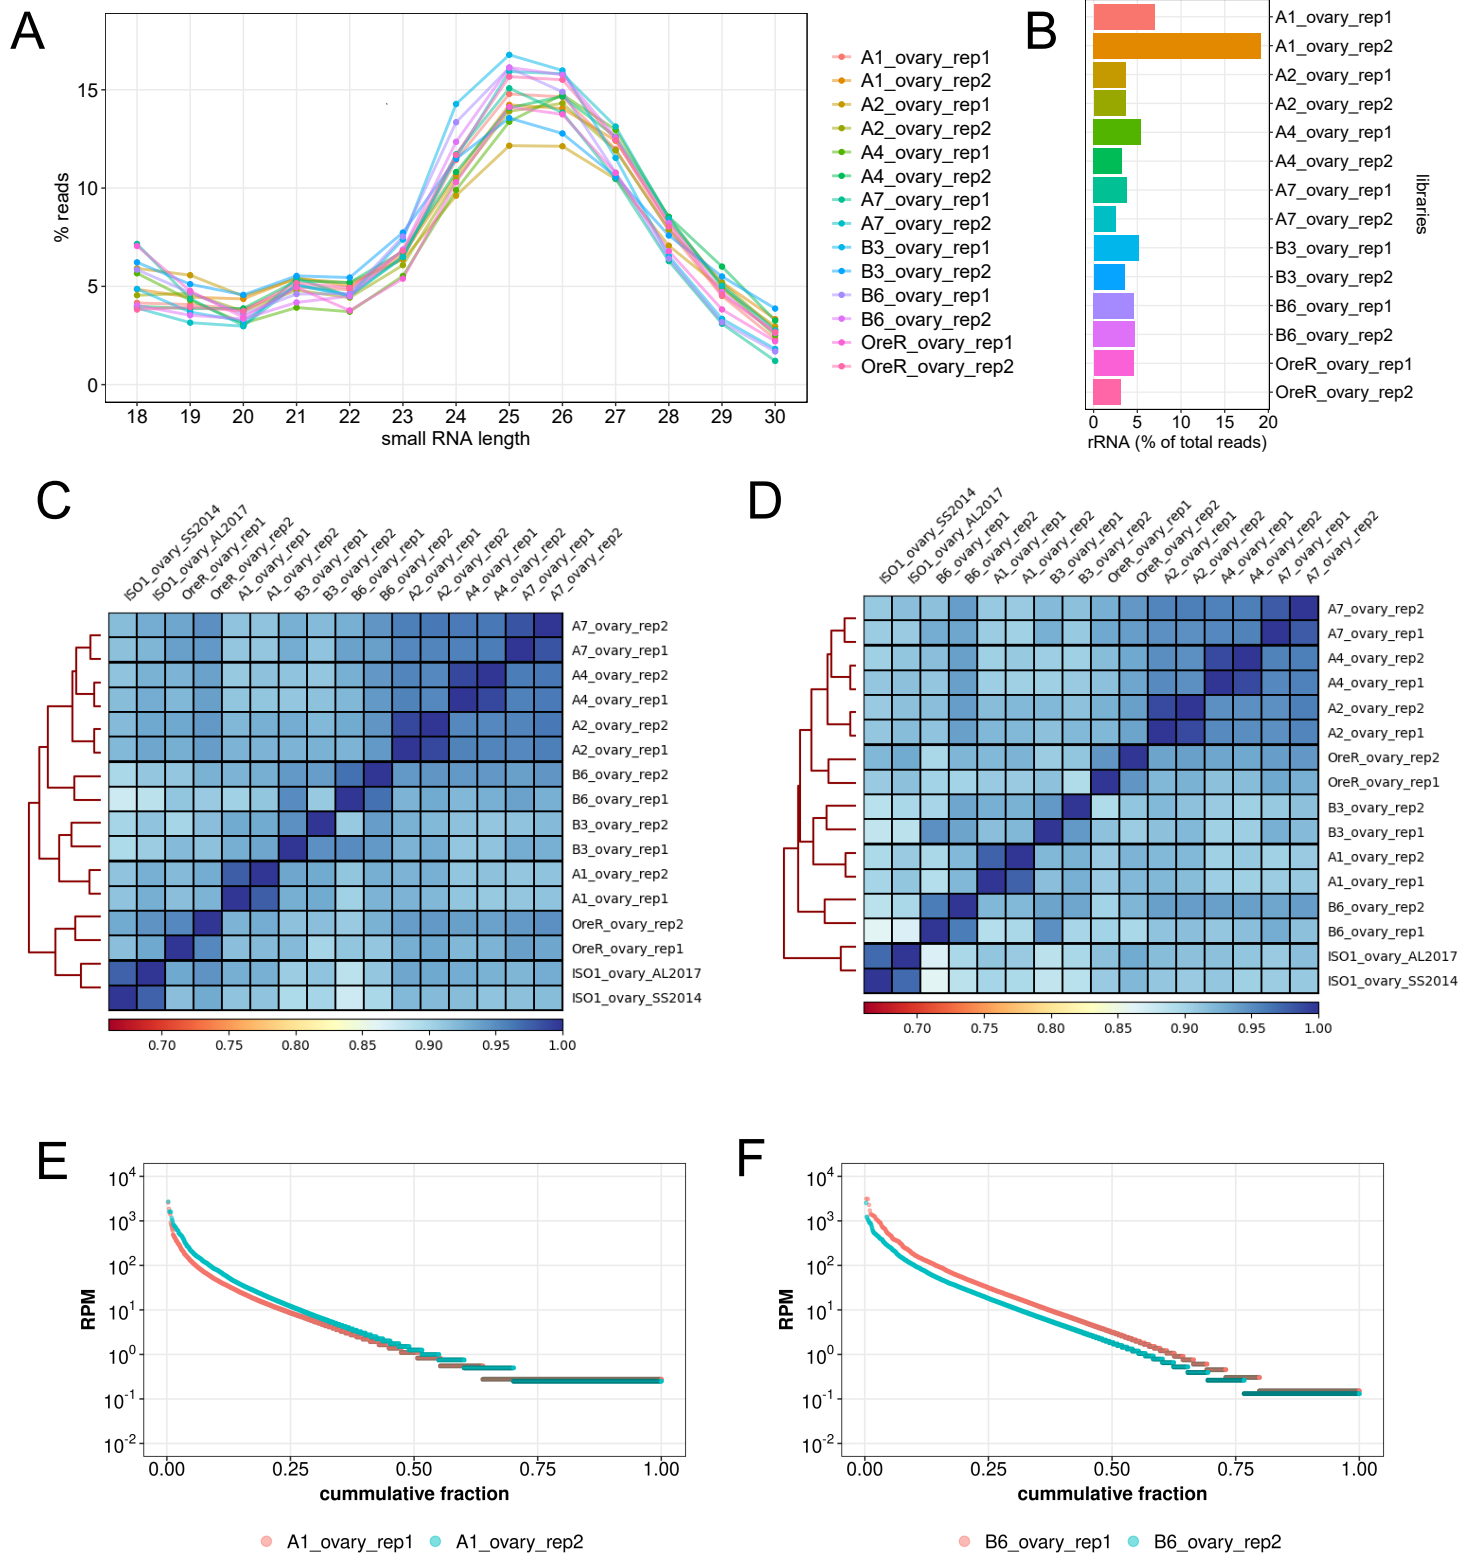 A
15
10
5
0
% reads
18 19 20 21 22 23 24 25 26 27 28 29 30
small RNA length
A1_ovary_rep1
A1_ovary_rep2
A2_ovary_rep1
A2_ovary_rep2
A4_ovary_rep1
A4_ovary_rep2
A7_ovary_rep1
A7_ovary_rep2
B3_ovary_rep1
B3_ovary_rep2
B6_ovary_rep1
B6_ovary_rep2
OreR_ovary_rep1
OreR_ovary_rep2
B
A1_ovary_rep1
A1_ovary_rep2
A2_ovary_rep1
A2_ovary_rep2
A4_ovary_rep1
A4_ovary_rep2
A7_ovary_rep1
A7_ovary_rep2
B3_ovary_rep1
B3_ovary_rep2
B6_ovary_rep1
B6_ovary_rep2
OreR_ovary_rep1
OreR_ovary_rep2
libraries
0 5 10 15 20
rRNA (% of total reads)
C
ISO1_ovary_SS2014
ISO1_ovary_AL2017
OreR_ovary_rep1
OreR_ovary_rep2
A1_ovary_rep1
A1_ovary_rep2
B3_ovary_rep1
B3_ovary_rep2
B6_ovary_rep1
B6_ovary_rep2
A2_ovary_rep1
A2_ovary_rep2
A4_ovary_rep1
A4_ovary_rep2
A7_ovary_rep1
A7_ovary_rep2
A7_ovary_rep2
A7_ovary_rep1
A4_ovary_rep2
A4_ovary_rep1
A2_ovary_rep2
A2_ovary_rep1
B6_ovary_rep2
B6_ovary_rep1
B3_ovary_rep2
B3_ovary_rep1
A1_ovary_rep2
A1_ovary_rep1
OreR_ovary_rep2
OreR_ovary_rep1
ISO1_ovary_AL2017
ISO1_ovary_SS2014
0.70 0.75 0.80 0.85 0.90 0.95 1.00
D
ISO1_ovary_SS2014
ISO1_ovary_AL2017
B6_ovary_rep1
B6_ovary_rep2
A1_ovary_rep1
A1_ovary_rep2
B3_ovary_rep1
B3_ovary_rep2
OreR_ovary_rep1
OreR_ovary_rep2
A2_ovary_rep1
A2_ovary_rep2
A4_ovary_rep1
A4_ovary_rep2
A7_ovary_rep1
A7_ovary_rep2
A7_ovary_rep2
A7_ovary_rep1
A4_ovary_rep2
A4_ovary_rep1
A2_ovary_rep2
A2_ovary_rep1
OreR_ovary_rep2
OreR_ovary_rep1
B3_ovary_rep2
B3_ovary_rep1
A1_ovary_rep2
A1_ovary_rep1
B6_ovary_rep2
B6_ovary_rep1
ISO1_ovary_AL2017
ISO1_ovary_SS2014
0.70 0.75 0.80 0.85 0.90 0.95 1.00
E
10⁴
10³
10²
10¹
10⁰
10⁻¹
10⁻²
RPM
0.00 0.25 0.50 0.75 1.00
cummulative fraction
A1_ovary_rep1 A1_ovary_rep2
F
10⁴
10³
10²
10¹
10⁰
10⁻¹
10⁻²
RPM
0.00 0.25 0.50 0.75 1.00
cummulative fraction
B6_ovary_rep1 B6_ovary_rep2